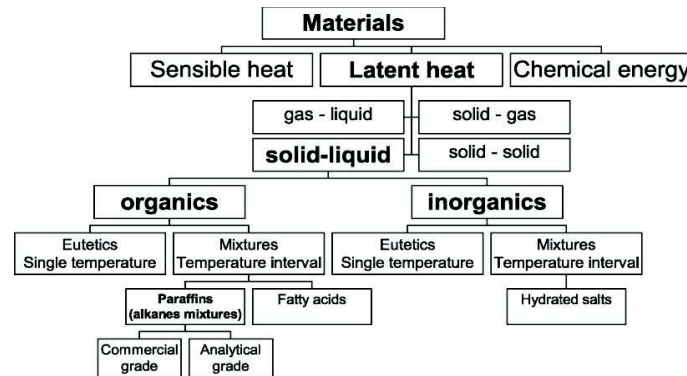 Materials
Sensible heat
Latent heat
Chemical energy
gas - liquid
solid - gas
solid-liquid
solid - solid
organics
inorganics
Eutetics
Single temperature
Mixtures
Temperature interval
Eutetics
Single temperature
Mixtures
Temperature interval
Paraffins
(alkanes mixtures)
Fatty acids
Hydrated salts
Commercial
grade
Analytical
grade